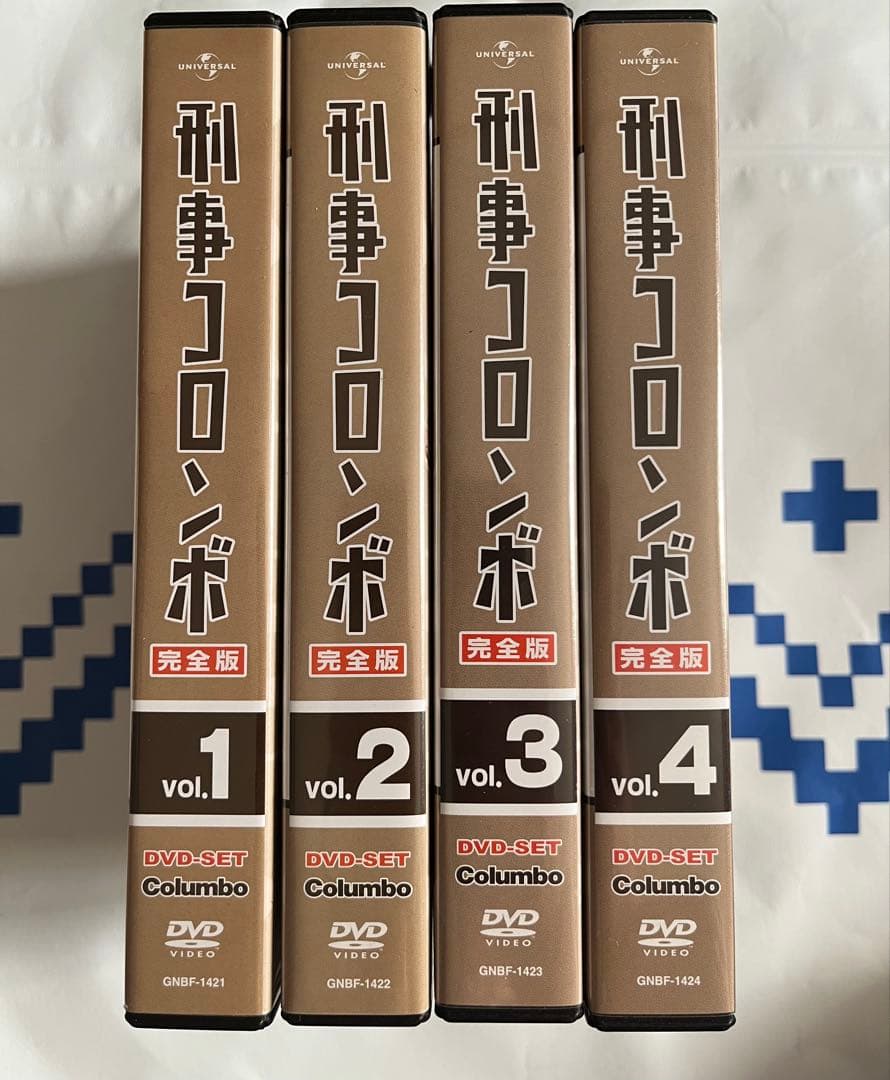 UNIVERSAL
刑事コロンボ
完全版
vol.1
DVD-SET
Columbo
DVD
VIDEO
GNBF-1421
UNIVERSAL
刑事コロンボ
完全版
vol.2
DVD-SET
Columbo
DVD
VIDEO
GNBF-1422
UNIVERSAL
刑事コロンボ
完全版
vol.3
DVD-SET
Columbo
DVD
VIDEO
GNBF-1423
UNIVERSAL
刑事コロンボ
完全版
vol.4
DVD-SET
Columbo
DVD
VIDEO
GNBF-1424